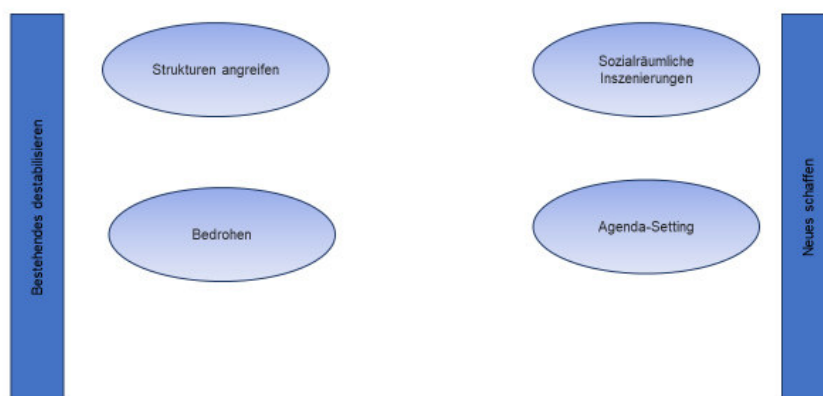 Bestehendes destabilisieren
Strukturen angreifen
Bedrohen
Sozialräumliche
Inszenierungen
Agenda-Setting
Neues schaffen